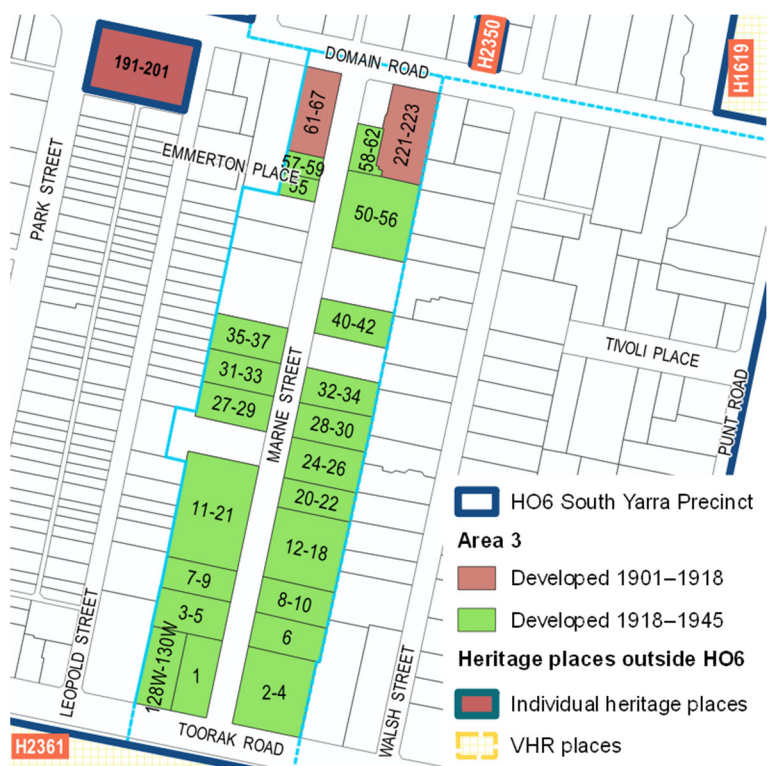 191-201
DOMAIN ROAD
H2350
H1619
61-67
58-62
221-223
EMMERTON PLACE
57-59
55
50-56
PARK STREET
40-42
35-37
31-33
27-29
MARNE STREET
32-34
28-30
24-26
20-22
12-18
TIVOLI PLACE
PUNT ROAD
11-21
7-9
3-5
8-10
6
128W-130W
1
2-4
LEOPOLD STREET
TOORAK ROAD
WALSH STREET
H2361
HO6 South Yarra Precinct
Area 3
Developed 1901–1918
Developed 1918–1945
Heritage places outside HO6
Individual heritage places
VHR places